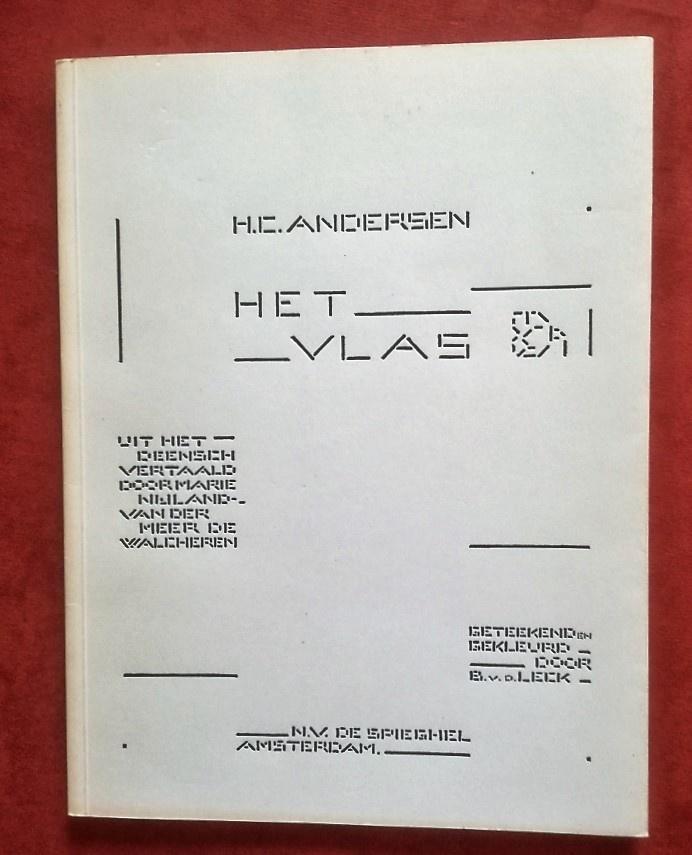 H.C. ANDERSEN
HET
VLAS
UIT HET
DEENSCH
VERTAALD
DOOR MARIE
NIJLAND-
VAN DER
MEER DE
WALCHEREN
GETEEKEND EN
GEKLEURD
DOOR
B.v.D.LECK
N.V. DE SPIEGHEL
AMSTERDAM.